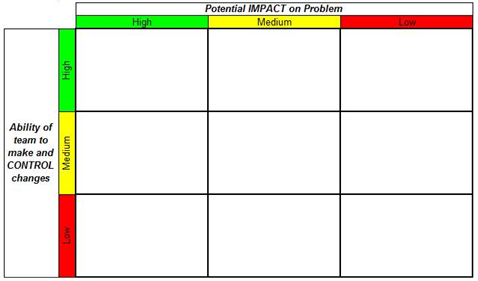 Potential IMPACT on Problem
High
Medium
Low
High
Ability of
team to
make and
CONTROL
changes
Medium
Low